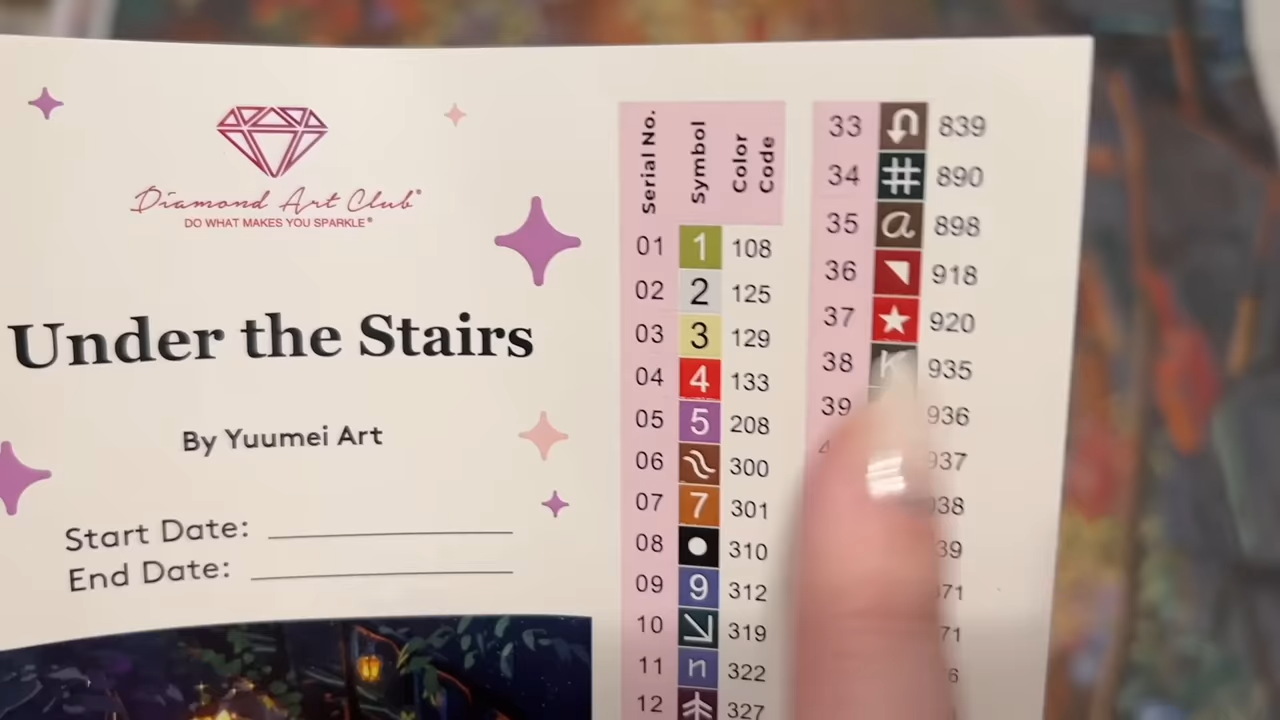 Diamond Art Club®
DO WHAT MAKES YOU SPARKLE®
Under the Stairs
By Yuumei Art
Start Date:
End Date:
Serial No. Symbol Color Code
01 1 108
02 2 125
03 3 129
04 4 133
05 5 208
06 300
07 7 301
08 310
09 9 312
10 319
11 n 322
12 327
33 839
34 # 890
35 a 898
36 918
37 920
38 K 935
39 936
937